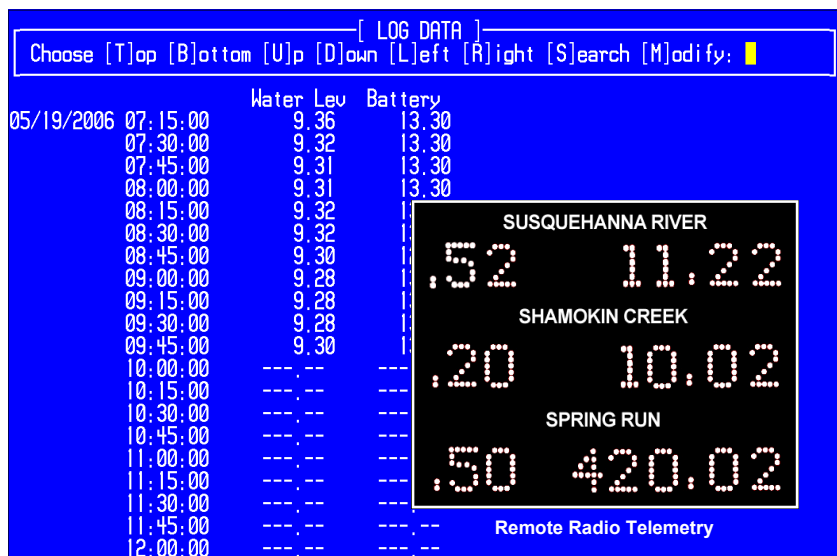 [ LOG DATA ]
Choose [T]op [B]ottom [U]p [D]own [L]eft [R]ight [S]earch [M]odify:
Water Lev Battery
05/19/2006 07:15:00 9.36 13.30
07:30:00 9.32 13.30
07:45:00 9.31 13.30
08:00:00 9.31 13.30
08:15:00 9.32
08:30:00 9.32
08:45:00 9.30
09:00:00 9.28
09:15:00 9.28
09:30:00 9.28
09:45:00 9.30
10:00:00 ---.-- ---
10:15:00 ---.-- ---
10:30:00 ---.-- ---
10:45:00 ---.-- ---
11:00:00 ---.-- ---
11:15:00 ---.-- ---
11:30:00 ---.-- ---
11:45:00 ---.-- ---.--
12:00:00 ---.-- ---.--
SUSQUEHANNA RIVER
.52 11.22
SHAMOKIN CREEK
.20 10.02
SPRING RUN
.50 420.02
Remote Radio Telemetry